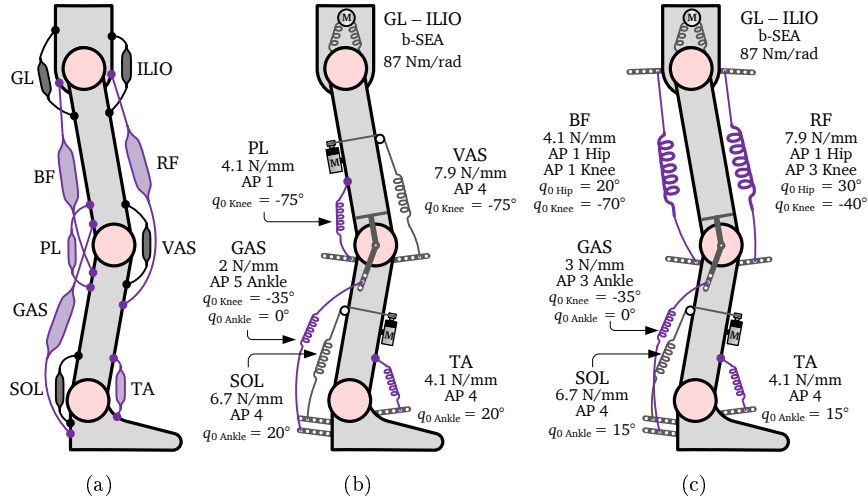 GL
ILIO
BF
RF
PL
VAS
GAS
SOL
TA
(a)
M
GL – ILIO
b-SEA
87 Nm/rad
M
PL
4.1 N/mm
AP 1
q0 Knee = -75°
VAS
7.9 N/mm
AP 4
q0 Knee = -75°
GAS
2 N/mm
AP 5 Ankle
q0 Knee = -35°
q0 Ankle = 0°
M
SOL
6.7 N/mm
AP 4
q0 Ankle = 20°
TA
4.1 N/mm
AP 4
q0 Ankle = 20°
(b)
M
GL – ILIO
b-SEA
87 Nm/rad
BF
4.1 N/mm
AP 1 Hip
AP 1 Knee
q0 Hip = 20°
q0 Knee = -70°
RF
7.9 N/mm
AP 1 Hip
AP 3 Knee
q0 Hip = 30°
q0 Knee = -40°
GAS
3 N/mm
AP 3 Ankle
q0 Knee = -35°
q0 Ankle = 0°
M
SOL
6.7 N/mm
AP 4
q0 Ankle = 15°
TA
4.1 N/mm
AP 4
q0 Ankle = 15°
(c)